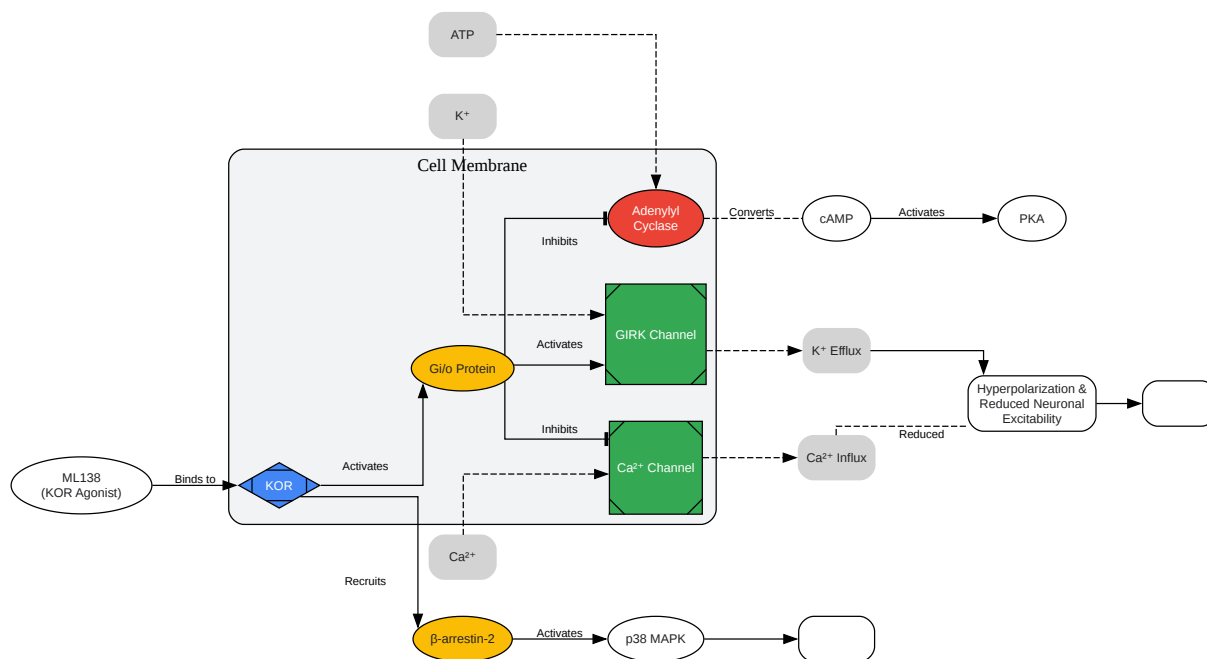 ATP
K⁺
Cell Membrane
Adenylyl
Cyclase
Converts
cAMP
Activates
PKA
Inhibits
GIRK Channel
Activates
K⁺ Efflux
Gi/o Protein
Hyperpolarization &
Reduced Neuronal
Excitability
Inhibits
Reduced
Ca²⁺ Channel
Ca²⁺ Influx
Activates
ML138
(KOR Agonist)
Binds to
KOR
Ca²⁺
Recruits
β-arrestin-2
Activates
p38 MAPK